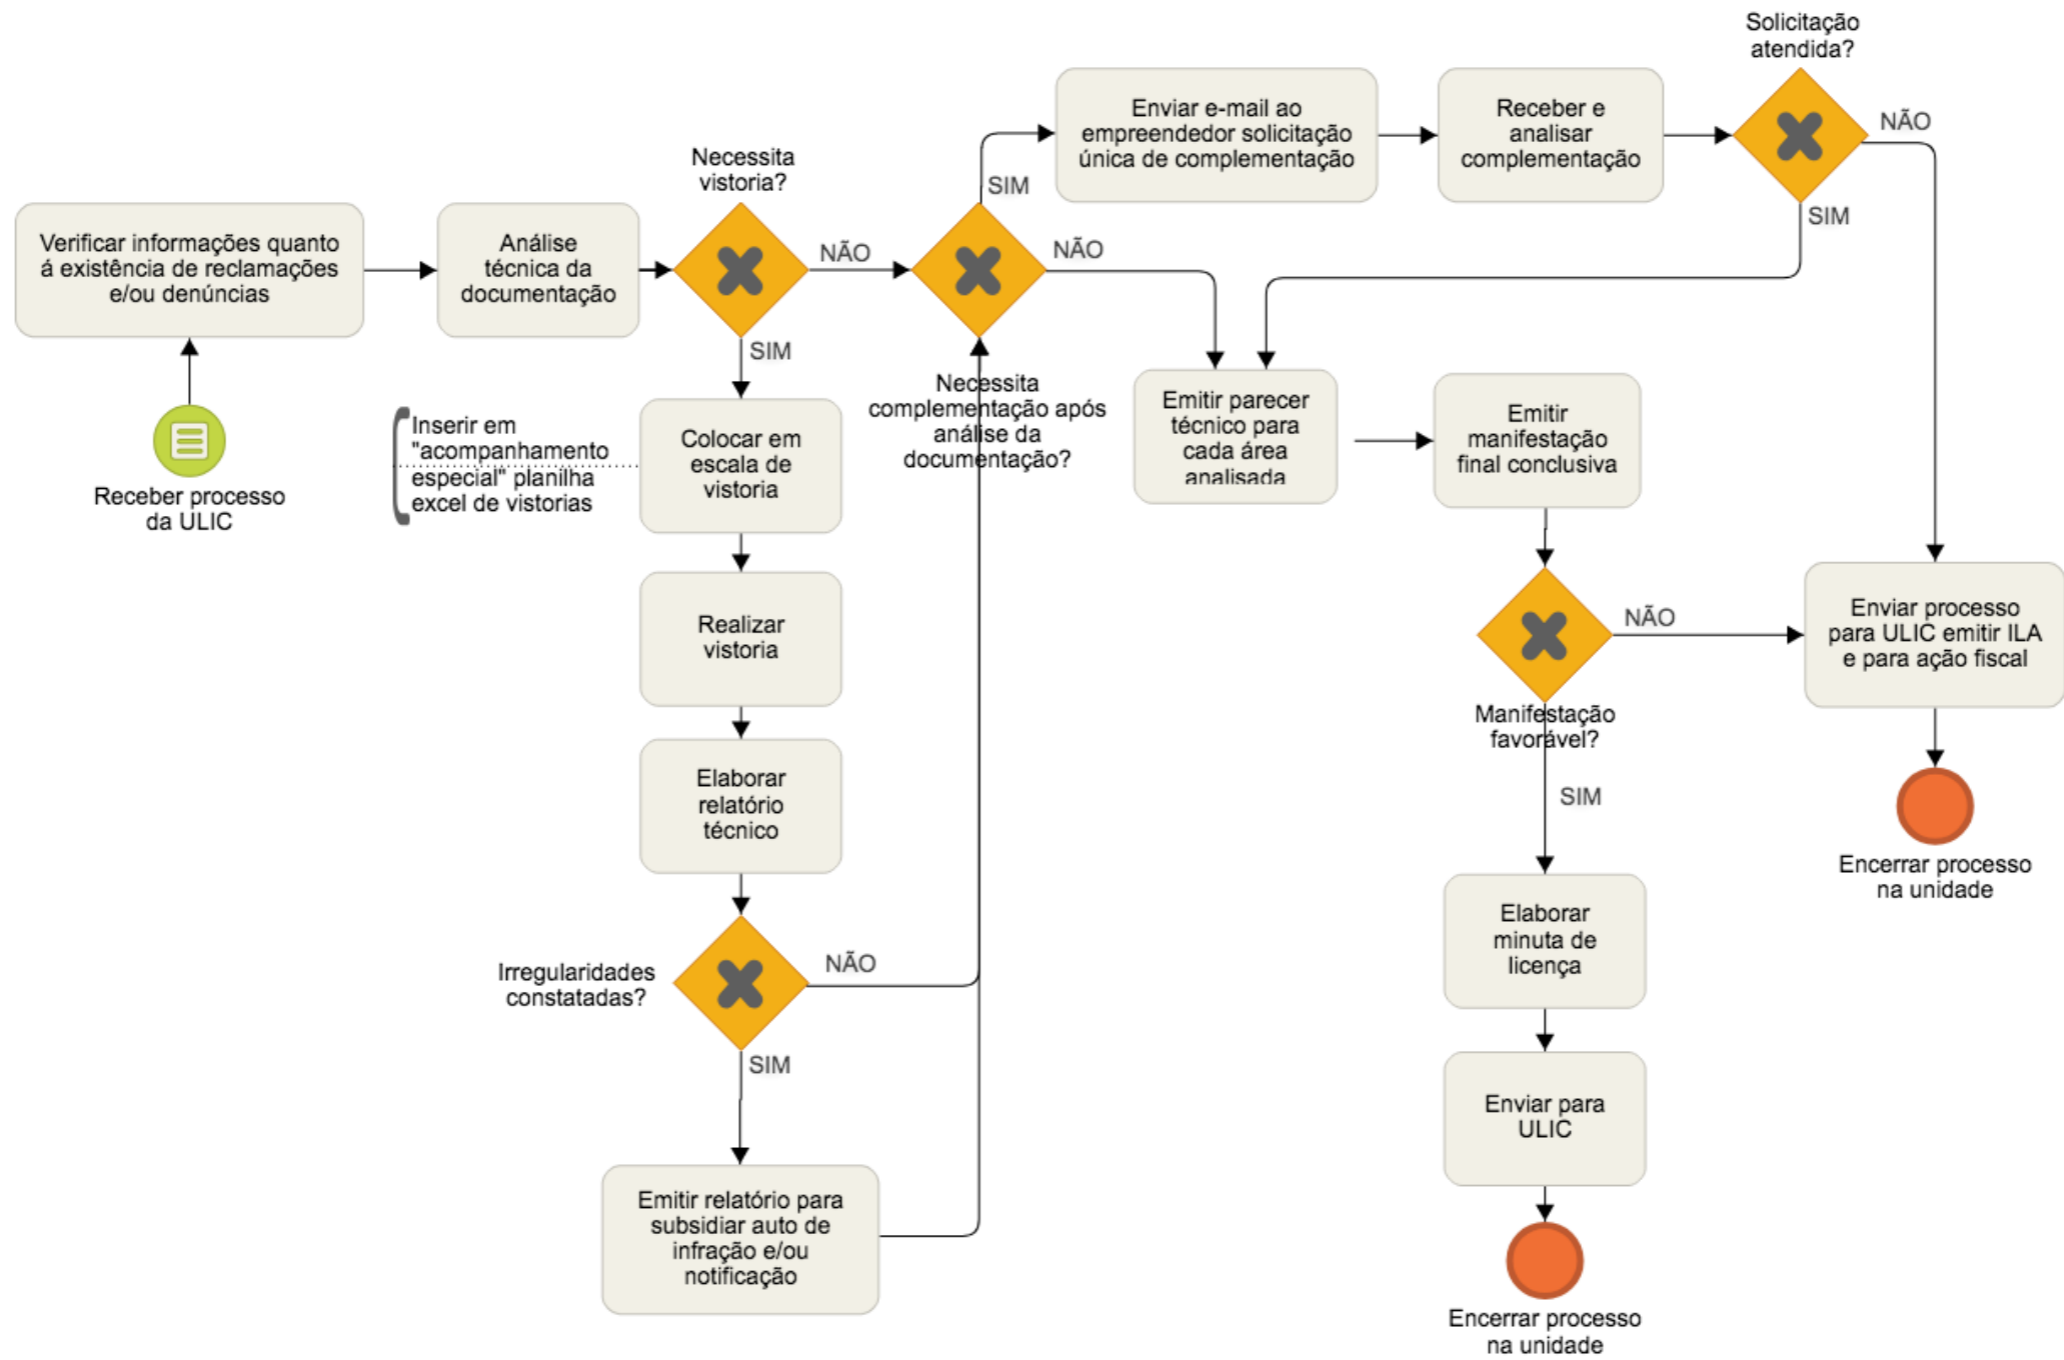 Solicitação
atendida?
Enviar e-mail ao
empreendedor solicitação
única de complementação
Receber e
analisar
complementação
NÃO
SIM
Necessita
vistoria?
SIM
Verificar informações quanto
á existência de reclamações
e/ou denúncias
Análise
técnica da
documentação
NÃO
NÃO
SIM
Necessita
complementação após
análise da
documentação?
Receber processo
da ULIC
Inserir em
"acompanhamento
especial" planilha
excel de vistorias
Colocar em
escala de
vistoria
Emitir parecer
técnico para
cada área
analisada
Emitir
manifestação
final conclusiva
Realizar
vistoria
NÃO
Enviar processo
para ULIC emitir ILA
e para ação fiscal
Manifestação
favorável?
Elaborar
relatório
técnico
SIM
Encerrar processo
na unidade
Irregularidades
constatadas?
NÃO
Elaborar
minuta de
licença
SIM
Enviar para
ULIC
Emitir relatório para
subsidiar auto de
infração e/ou
notificação
Encerrar processo
na unidade